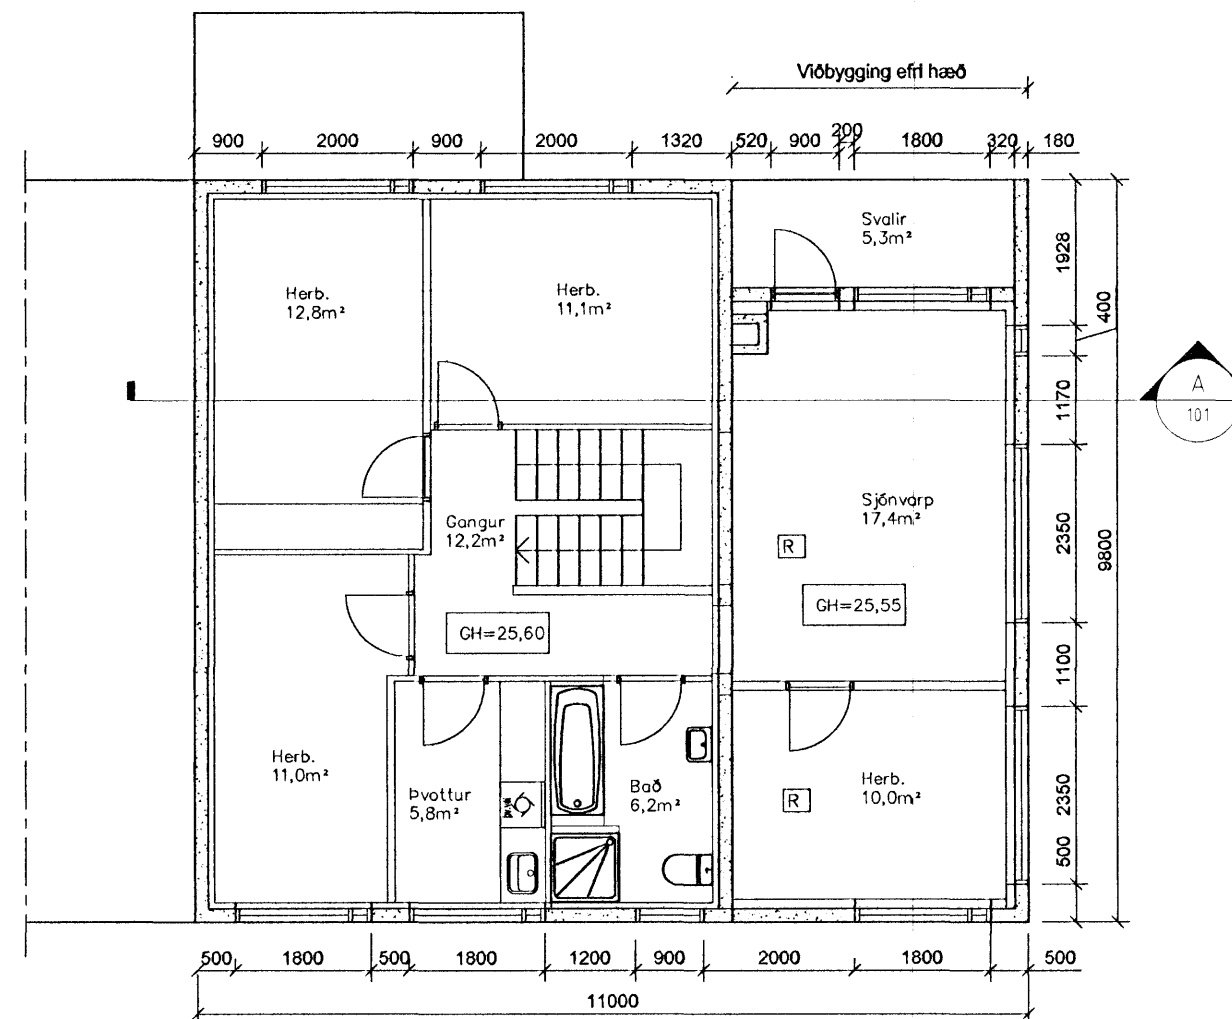 Viðbygging efri hæð
900 2000 900 2000 1320 520 900 200 1800 320 180
Svalir
5,3m²
1928
Herb.
12,8m²
Herb.
11,1m²
400
A
101
1170
Sjónvarp
17,4m²
Gangur
12,2m²
R
2350
9800
GH=25,55
GH=25,60
1100
Herb.
11,0m²
Þvottur
5,8m²
Bað
6,2m²
Herb.
10,0m²
R
2350
500
500 1800 500 1800 1200 900 2000 1800 500
11000